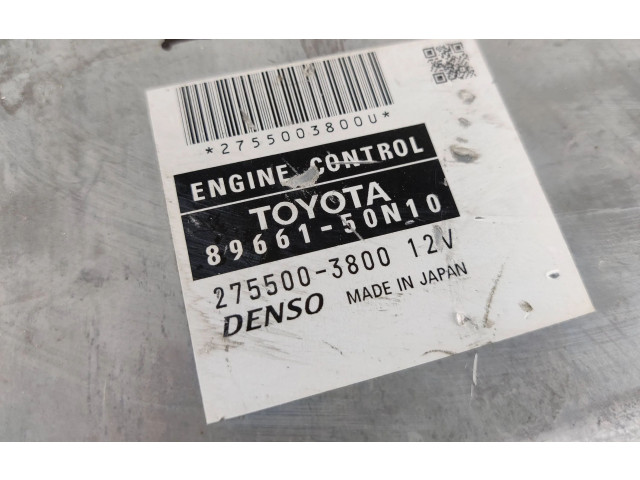 *2755003800U*
ENGINE CONTROL
TOYOTA
89661-50N10
275500-3800 12V
DENSO MADE IN JAPAN